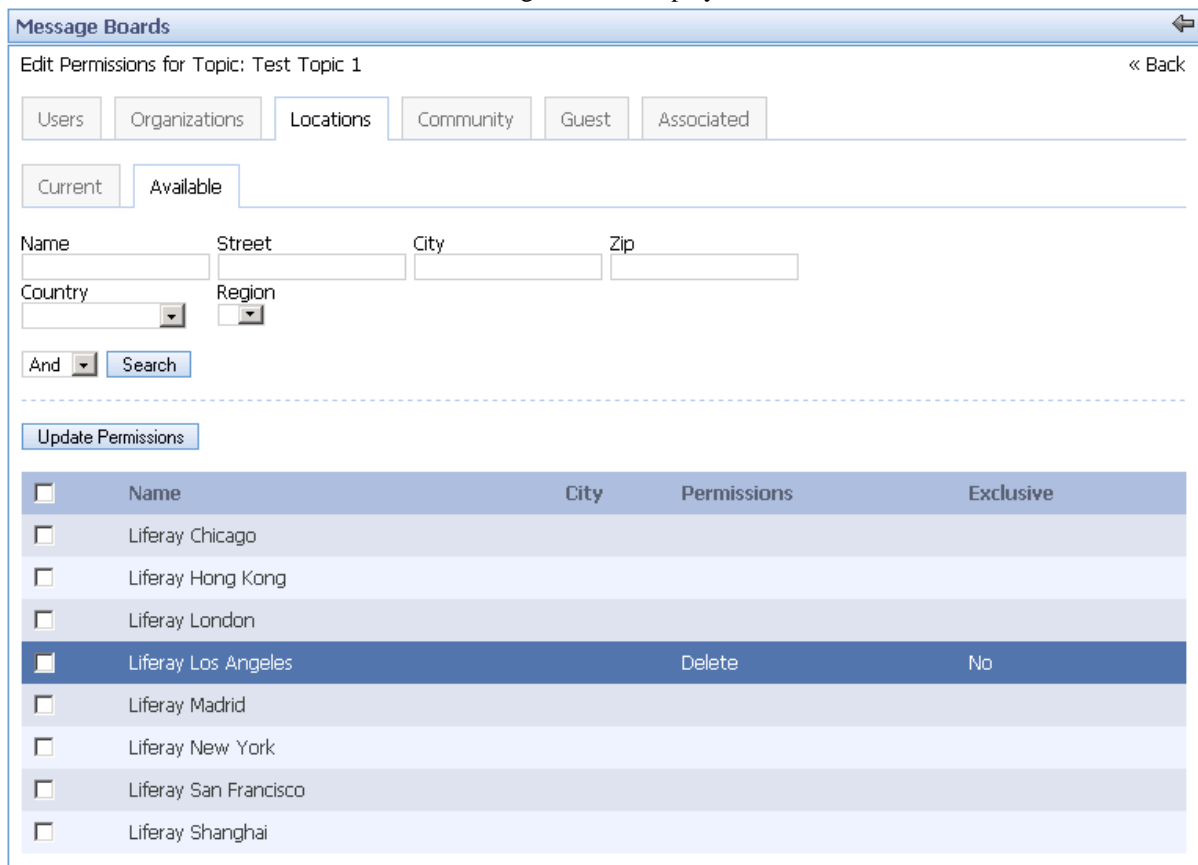 Message Boards
Edit Permissions for Topic: Test Topic 1 « Back
Users Organizations Locations Community Guest Associated
Current Available
Name Street City Zip
Country Region
And Search
Update Permissions
Name City Permissions Exclusive
Liferay Chicago
Liferay Hong Kong
Liferay London
Liferay Los Angeles Delete No
Liferay Madrid
Liferay New York
Liferay San Francisco
Liferay Shanghai